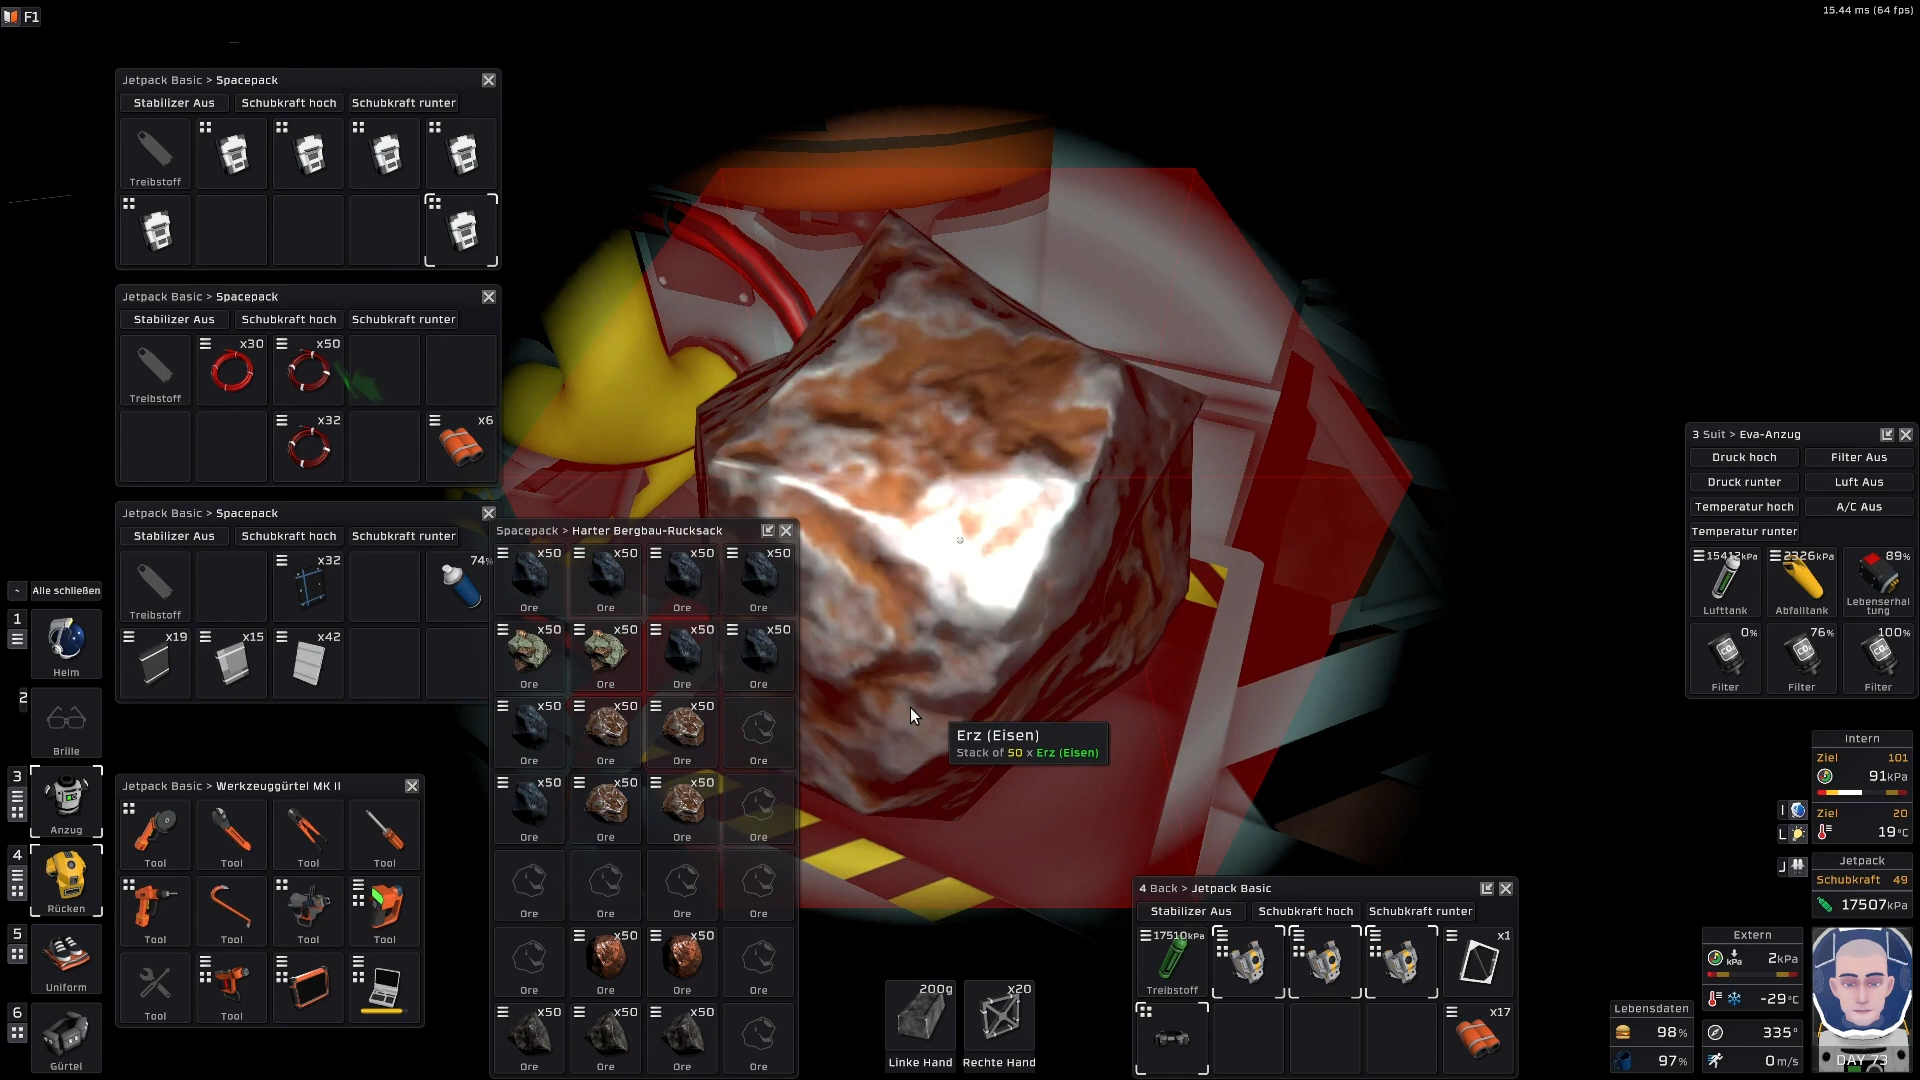 F1
15.44 ms (64 fps)
Jetpack Basic > Spacepack
Stabilizer Aus Schubkraft hoch Schubkraft runter
Treibstoff
Jetpack Basic > Spacepack
Stabilizer Aus Schubkraft hoch Schubkraft runter
x30 x50
Treibstoff
x32 x6
Jetpack Basic > Spacepack
Stabilizer Aus Schubkraft hoch Schubkraft runter
x32 74%
Treibstoff
x19 x15 x42
Jetpack Basic > Werkzeuggürtel MK II
Tool Tool Tool Tool
Tool Tool Tool Tool
Tool Tool Tool Tool
~ Alle schließen
1
Helm
2
Brille
3
Anzug
4
Rücken
5
Uniform
6
Gürtel
Spacepack > Harter Bergbau-Rucksack
x50 x50 x50 x50
Ore Ore Ore Ore
x50 x50 x50 x50
Ore Ore Ore Ore
x50 x50 x50
Ore Ore Ore Ore
x50 x50 x50
Ore Ore Ore Ore
Ore Ore Ore Ore
x50 x50
Ore Ore Ore Ore
x50 x50 x50
Ore Ore Ore Ore
Erz (Eisen)
Stack of 50 x Erz (Eisen)
200g x20
Linke Hand Rechte Hand
4 Back > Jetpack Basic
Stabilizer Aus Schubkraft hoch Schubkraft runter
17510kPa x1
Treibstoff
x17
3 Suit > Eva-Anzug
Druck hoch Filter Aus
Druck runter Luft Aus
Temperatur hoch A/C Aus
Temperatur runter
15412kPa 2326kPa 89%
Lufttank Abfalltank Lebenserhaltung
0% 76% 100%
Filter Filter Filter
Intern
Ziel 101
91kPa
I
Ziel 20
L
19°C
J
Jetpack
Schubkraft 49
17507kPa
Extern
kPa 2kPa
-29°C
Lebensdaten
98% 335°
97% 0m/s
DAY 73